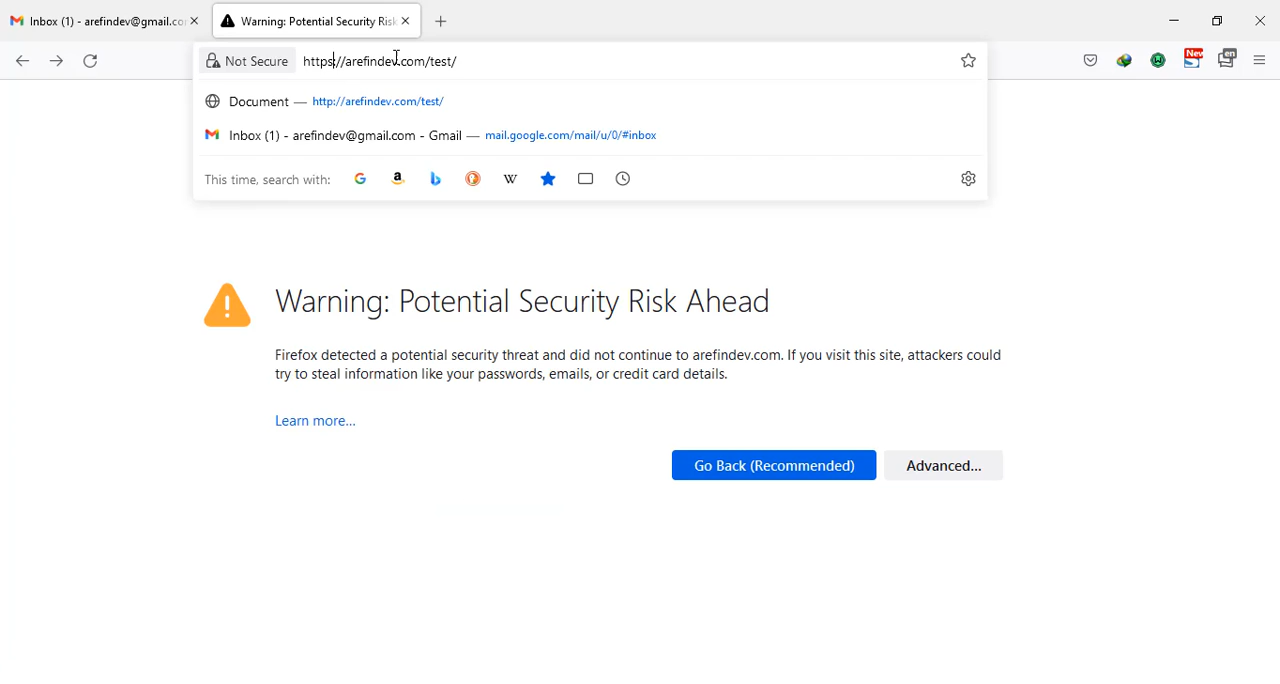 Inbox (1) - arefindev@gmail.co
Warning: Potential Security Risk
Not Secure
https://arefindev.com/test/
New
en
Document — http://arefindev.com/test/
Inbox (1) - arefindev@gmail.com - Gmail — mail.google.com/mail/u/0/#inbox
This time, search with:
Warning: Potential Security Risk Ahead
Firefox detected a potential security threat and did not continue to arefindev.com. If you visit this site, attackers could
try to steal information like your passwords, emails, or credit card details.
Learn more...
Go Back (Recommended)
Advanced...